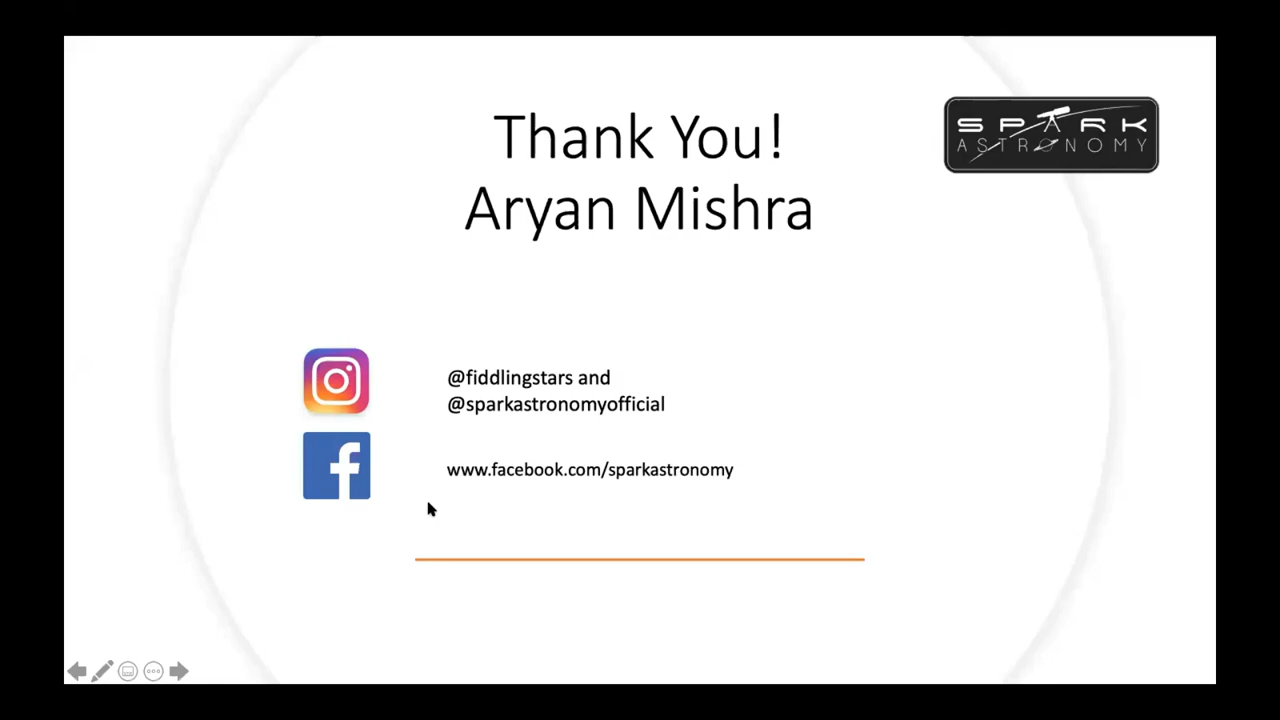 Thank You!
Aryan Mishra
SPARK
ASTRONOMY
@fiddlingstars and
@sparkastronomyofficial
www.facebook.com/sparkastronomy